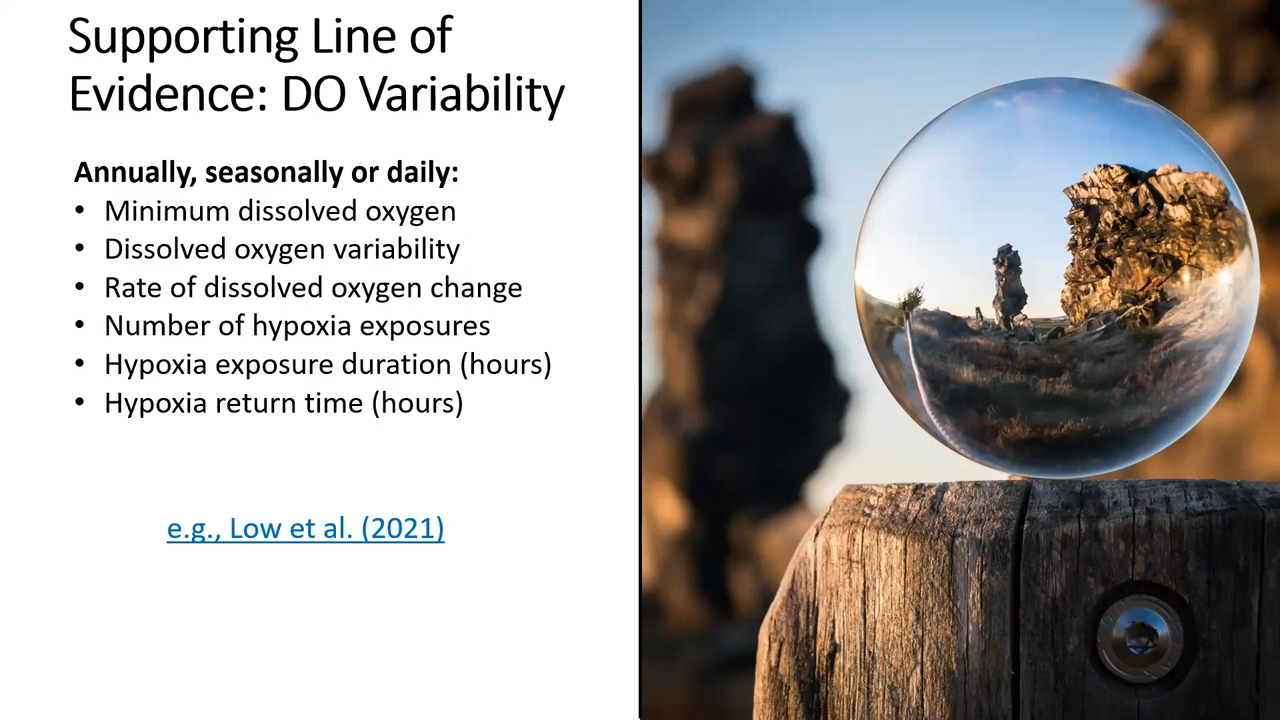 Supporting Line of
Evidence: DO Variability
Annually, seasonally or daily:
• Minimum dissolved oxygen
• Dissolved oxygen variability
• Rate of dissolved oxygen change
• Number of hypoxia exposures
• Hypoxia exposure duration (hours)
• Hypoxia return time (hours)
e.g., Low et al. (2021)